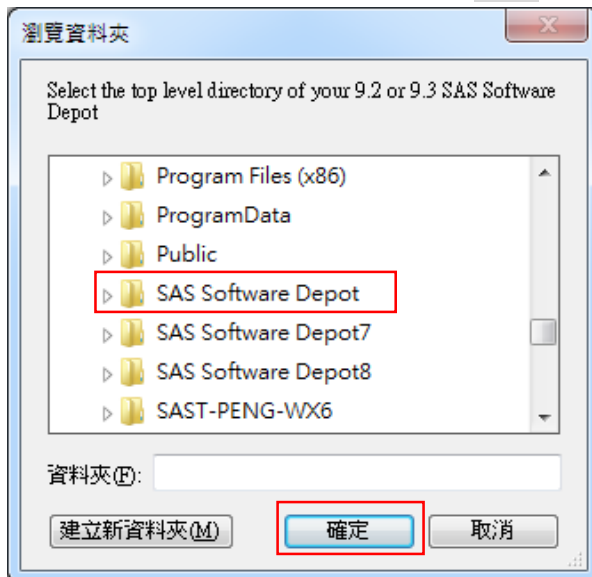 瀏覽資料夾
Select the top level directory of your 9.2 or 9.3 SAS Software
Depot
Program Files (x86)
ProgramData
Public
SAS Software Depot
SAS Software Depot7
SAS Software Depot8
SAST-PENG-WX6
資料夾(F):
建立新資料夾(M) 確定 取消